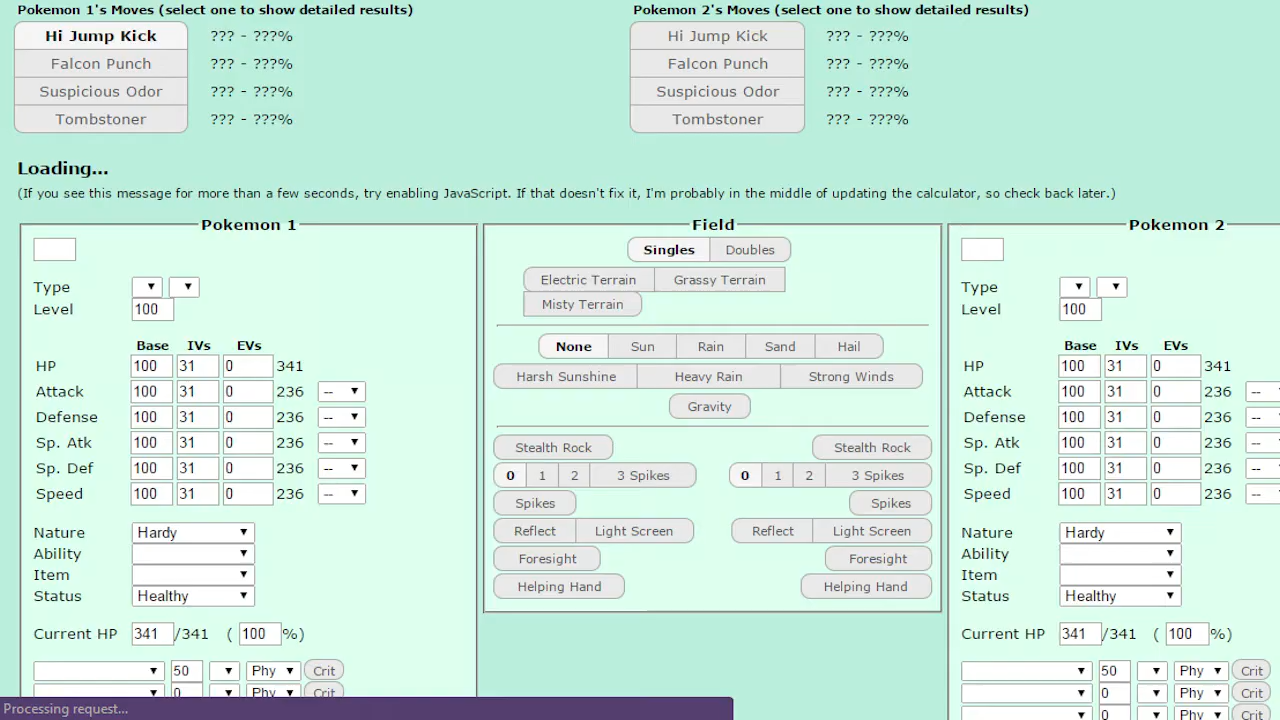 Pokemon 1's Moves (select one to show detailed results)
Hi Jump Kick ??? - ???%
Falcon Punch ??? - ???%
Suspicious Odor ??? - ???%
Tombstoner ??? - ???%
Pokemon 2's Moves (select one to show detailed results)
Hi Jump Kick ??? - ???%
Falcon Punch ??? - ???%
Suspicious Odor ??? - ???%
Tombstoner ??? - ???%
Loading...
(If you see this message for more than a few seconds, try enabling JavaScript. If that doesn't fix it, I'm probably in the middle of updating the calculator, so check back later.)
Pokemon 1
Type
Level 100
Base IVs EVs
HP 100 31 0 341
Attack 100 31 0 236 --
Defense 100 31 0 236 --
Sp. Atk 100 31 0 236 --
Sp. Def 100 31 0 236 --
Speed 100 31 0 236 --
Nature Hardy
Ability
Item
Status Healthy
Current HP 341 /341 ( 100 %)
50 Phy Crit
0 Phy Crit
Field
Singles Doubles
Electric Terrain Grassy Terrain
Misty Terrain
None Sun Rain Sand Hail
Harsh Sunshine Heavy Rain Strong Winds
Gravity
Stealth Rock Stealth Rock
0 1 2 3 Spikes 0 1 2 3 Spikes
Spikes Spikes
Reflect Light Screen Reflect Light Screen
Foresight Foresight
Helping Hand Helping Hand
Pokemon 2
Type
Level 100
Base IVs EVs
HP 100 31 0 341
Attack 100 31 0 236 --
Defense 100 31 0 236 --
Sp. Atk 100 31 0 236 --
Sp. Def 100 31 0 236 --
Speed 100 31 0 236 --
Nature Hardy
Ability
Item
Status Healthy
Current HP 341 /341 ( 100 %)
50 Phy Crit
0 Phy Crit
0 Phy Crit
Processing request...